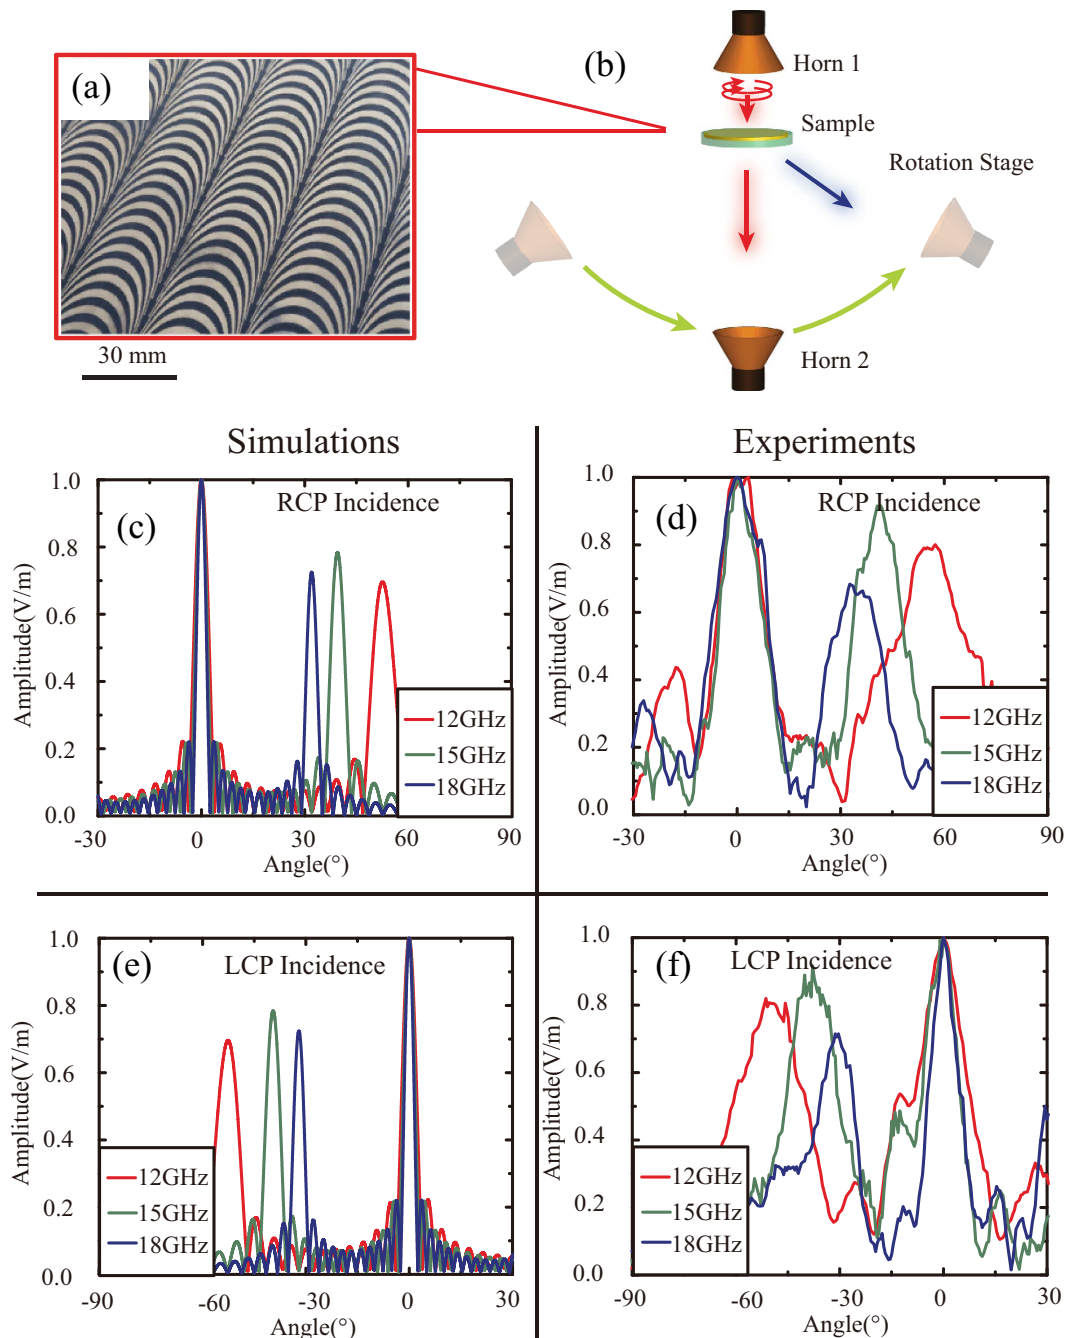 (a)
30 mm
(b)
Horn 1
Sample
Rotation Stage
Horn 2
Simulations
Experiments
(c)
RCP Incidence
Amplitude(V/m)
1.0
0.8
0.6
0.4
0.2
0.0
12GHz
15GHz
18GHz
-30
0
30
60
90
Angle(°)
(d)
RCP Incidence
Amplitude(V/m)
1.0
0.8
0.6
0.4
0.2
0.0
12GHz
15GHz
18GHz
-30
0
30
60
90
Angle(°)
(e)
LCP Incidence
Amplitude(V/m)
1.0
0.8
0.6
0.4
0.2
0.0
12GHz
15GHz
18GHz
-90
-60
-30
0
30
Angle(°)
(f)
LCP Incidence
Amplitude(V/m)
1.0
0.8
0.6
0.4
0.2
0.0
12GHz
15GHz
18GHz
-90
-60
-30
0
30
Angle(°)